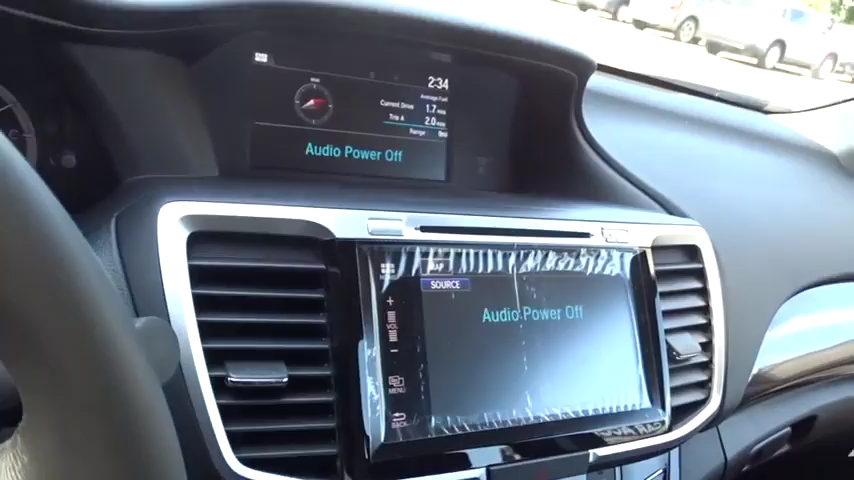 2:34
Average Fuel
Current Drive 1.7
Trip A 2.0
Range
Audio Power Off
MAP
SOURCE
Audio Power Off
+
VOL
-
MENU
BACK